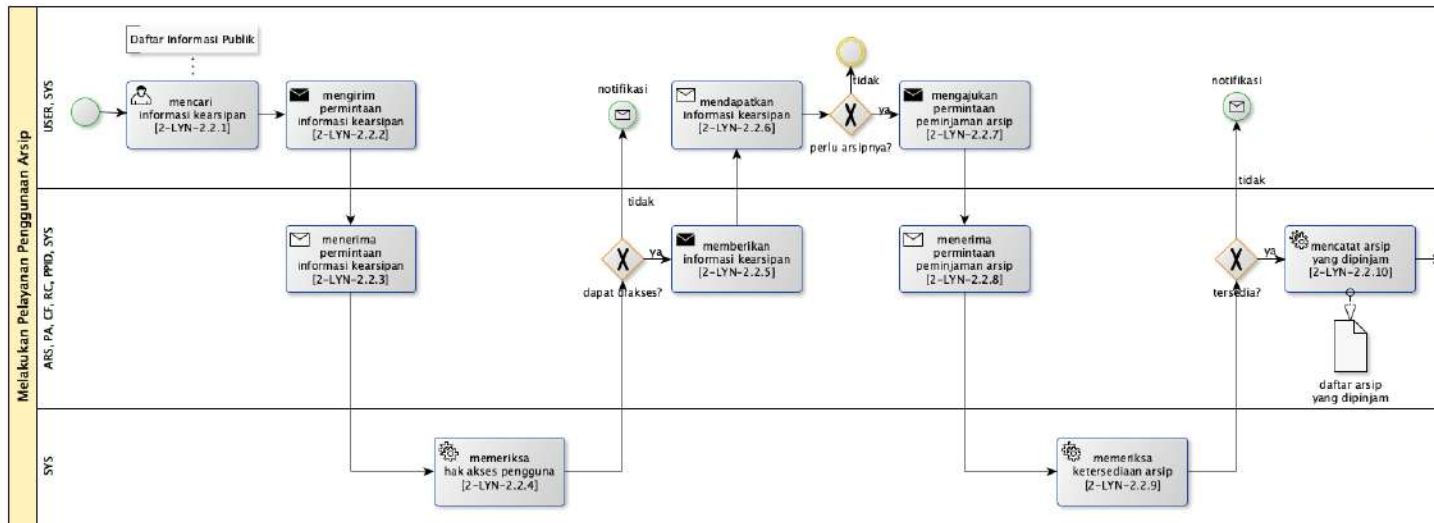 Melakukan Pelayanan Penggunaan Arsip
USER, SYS
Daftar Informasi Publik
mencari
informasi kearsipan
[2-LYN-2.2.1]
mengirim
permintaan
informasi kearsipan
[2-LYN-2.2.2]
notifikasi
mendapatkan
informasi kearsipan
[2-LYN-2.2.6]
tidak
ya
perlu arsipnya?
mengajukan
permintaan
peminjaman arsip
[2-LYN-2.2.7]
notifikasi
ARS, PA, CF, RC, PPID, SYS
menerima
permintaan
informasi kearsipan
[2-LYN-2.2.3]
tidak
ya
dapat diakses?
memberikan
informasi kearsipan
[2-LYN-2.2.5]
menerima
permintaan
peminjaman arsip
[2-LYN-2.2.8]
tidak
ya
tersedia?
mencatat arsip
yang dipinjam
[2-LYN-2.2.10]
daftar arsip
yang dipinjam
SYS
memeriksa
hak akses pengguna
[2-LYN-2.2.4]
memeriksa
ketersediaan arsip
[2-LYN-2.2.9]